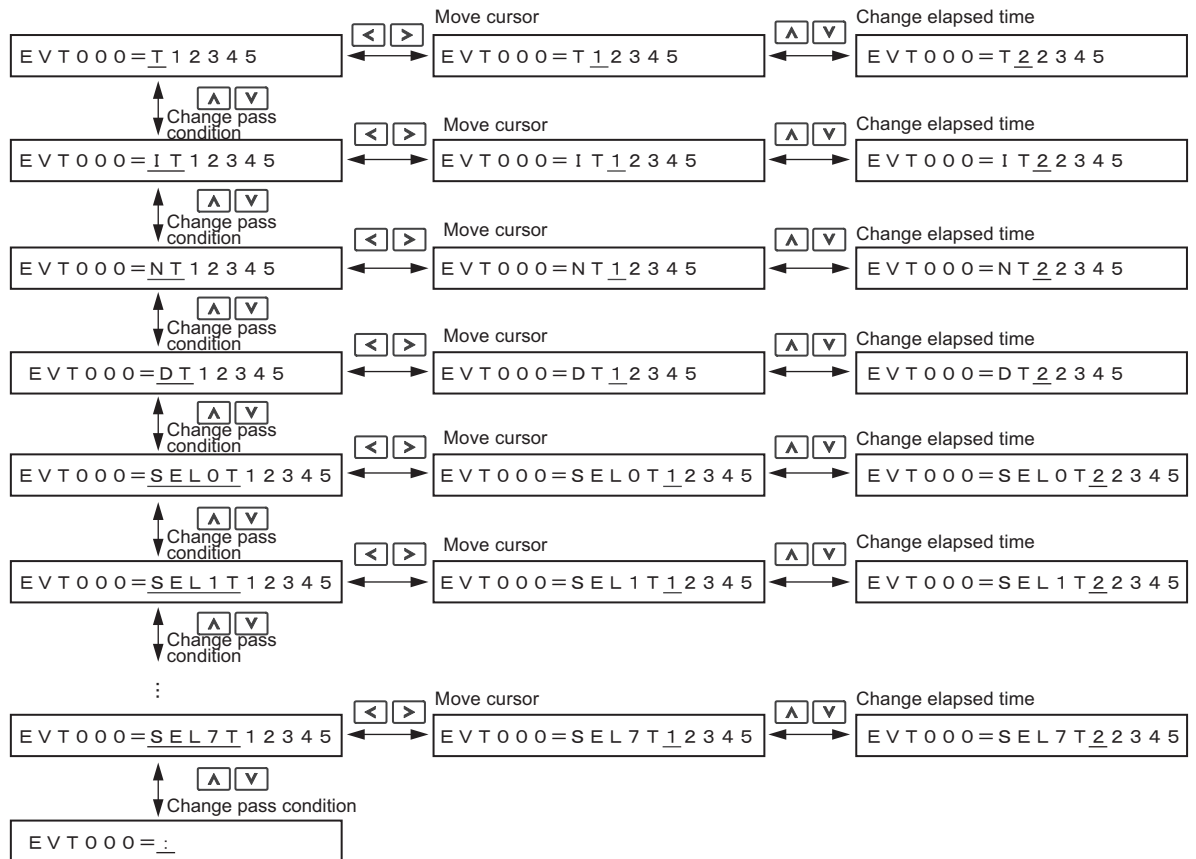 Move cursor
Change elapsed time
< >
∧ ∨
EVT000=T12345
EVT000=T12345
EVT000=T22345
∧ ∨
Change pass
condition
Move cursor
Change elapsed time
< >
∧ ∨
EVT000=IT12345
EVT000=IT12345
EVT000=IT22345
∧ ∨
Change pass
condition
Move cursor
Change elapsed time
< >
∧ ∨
EVT000=NT12345
EVT000=NT12345
EVT000=NT22345
∧ ∨
Change pass
condition
Move cursor
Change elapsed time
< >
∧ ∨
EVT000=DT12345
EVT000=DT12345
EVT000=DT22345
∧ ∨
Change pass
condition
Move cursor
Change elapsed time
< >
∧ ∨
EVT000=SEL0T12345
EVT000=SEL0T12345
EVT000=SEL0T22345
∧ ∨
Change pass
condition
Move cursor
Change elapsed time
< >
∧ ∨
EVT000=SEL1T12345
EVT000=SEL1T12345
EVT000=SEL1T22345
∧ ∨
Change pass
condition
⋮
Move cursor
Change elapsed time
< >
∧ ∨
EVT000=SEL7T12345
EVT000=SEL7T12345
EVT000=SEL7T22345
∧ ∨
Change pass condition
EVT000=: